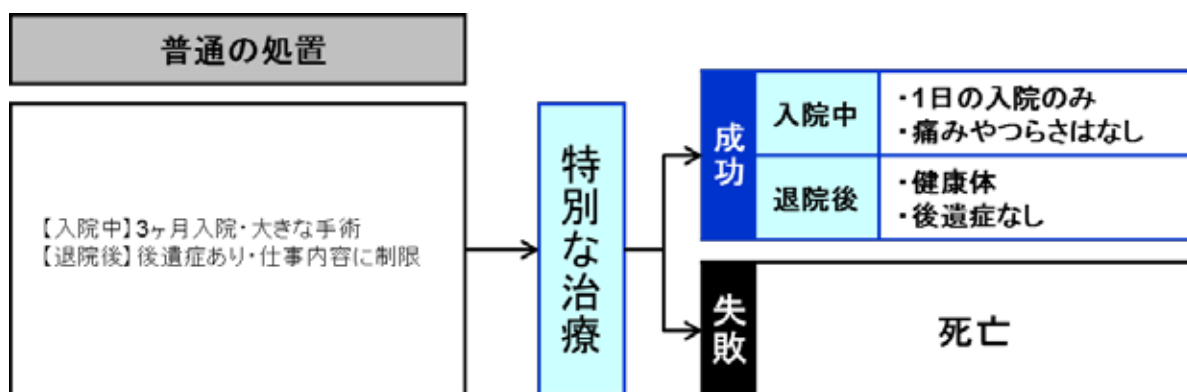 普通の処置
【入院中】3ヶ月入院・大きな手術
【退院後】後遺症あり・仕事内容に制限
特別な治療
成功
入院中
・1日の入院のみ
・痛みやつらさはなし
退院後
・健康体
・後遺症なし
失敗
死亡